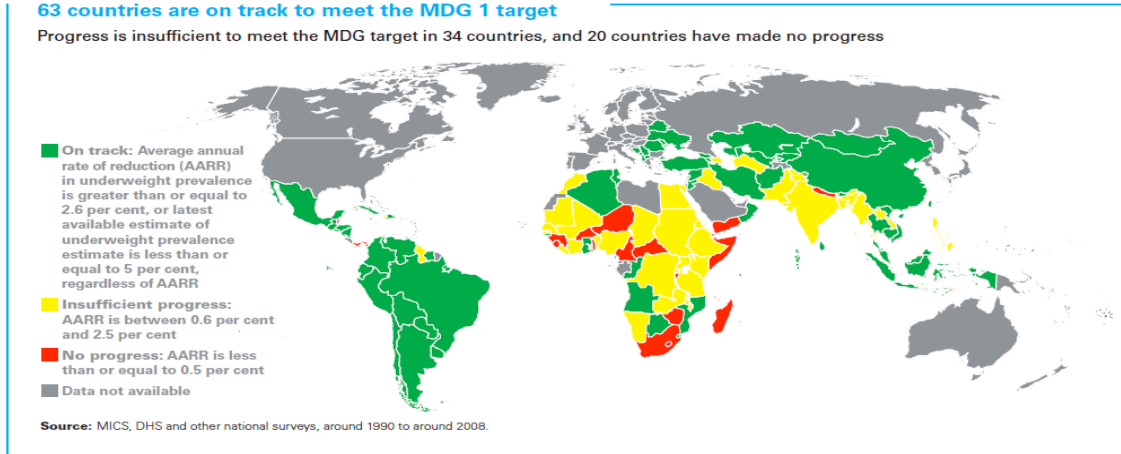 63 countries are on track to meet the MDG 1 target
Progress is insufficient to meet the MDG target in 34 countries, and 20 countries have made no progress
On track: Average annual
rate of reduction (AARR)
in underweight prevalence
is greater than or equal to
2.6 per cent, or latest
available estimate of
underweight prevalence
estimate is less than or
equal to 5 per cent,
regardless of AARR
Insufficient progress:
AARR is between 0.6 per cent
and 2.5 per cent
No progress: AARR is less
than or equal to 0.5 per cent
Data not available
Source: MICS, DHS and other national surveys, around 1990 to around 2008.